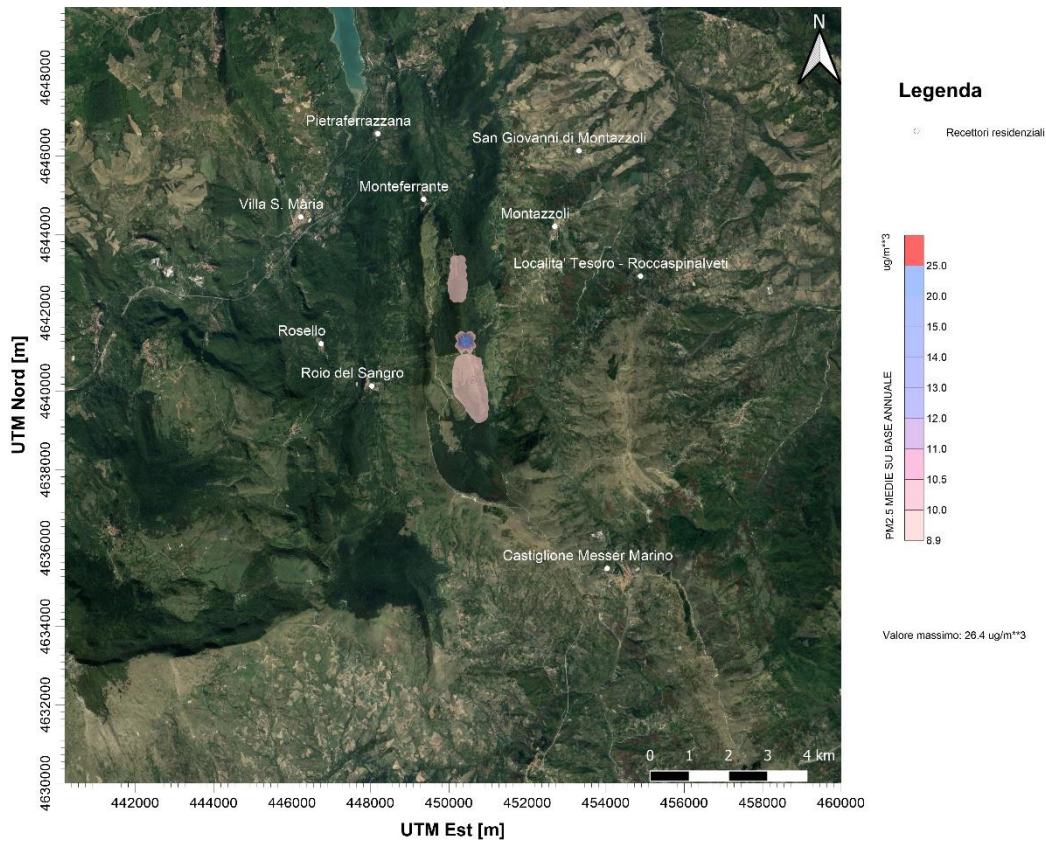 N
Pietraferrazzana
San Giovanni di Montazzoli
Monteferrante
Villa S. Maria
Montazzoli
Localita' Tesoro - Roccaspinalveti
Rosello
Roio del Sangro
Castiglione Messer Marino
0 1 2 3 4 km
UTM Nord [m]
4648000
4646000
4644000
4642000
4640000
4638000
4636000
4634000
4632000
4630000
442000 444000 446000 448000 450000 452000 454000 456000 458000 460000
UTM Est [m]
Legenda
Recettori residenziali
ug/m**3
PM2.5 MEDIE SU BASE ANNUALE
25.0
20.0
15.0
14.0
13.0
12.0
11.0
10.5
10.0
8.9
Valore massimo: 26.4 ug/m**3